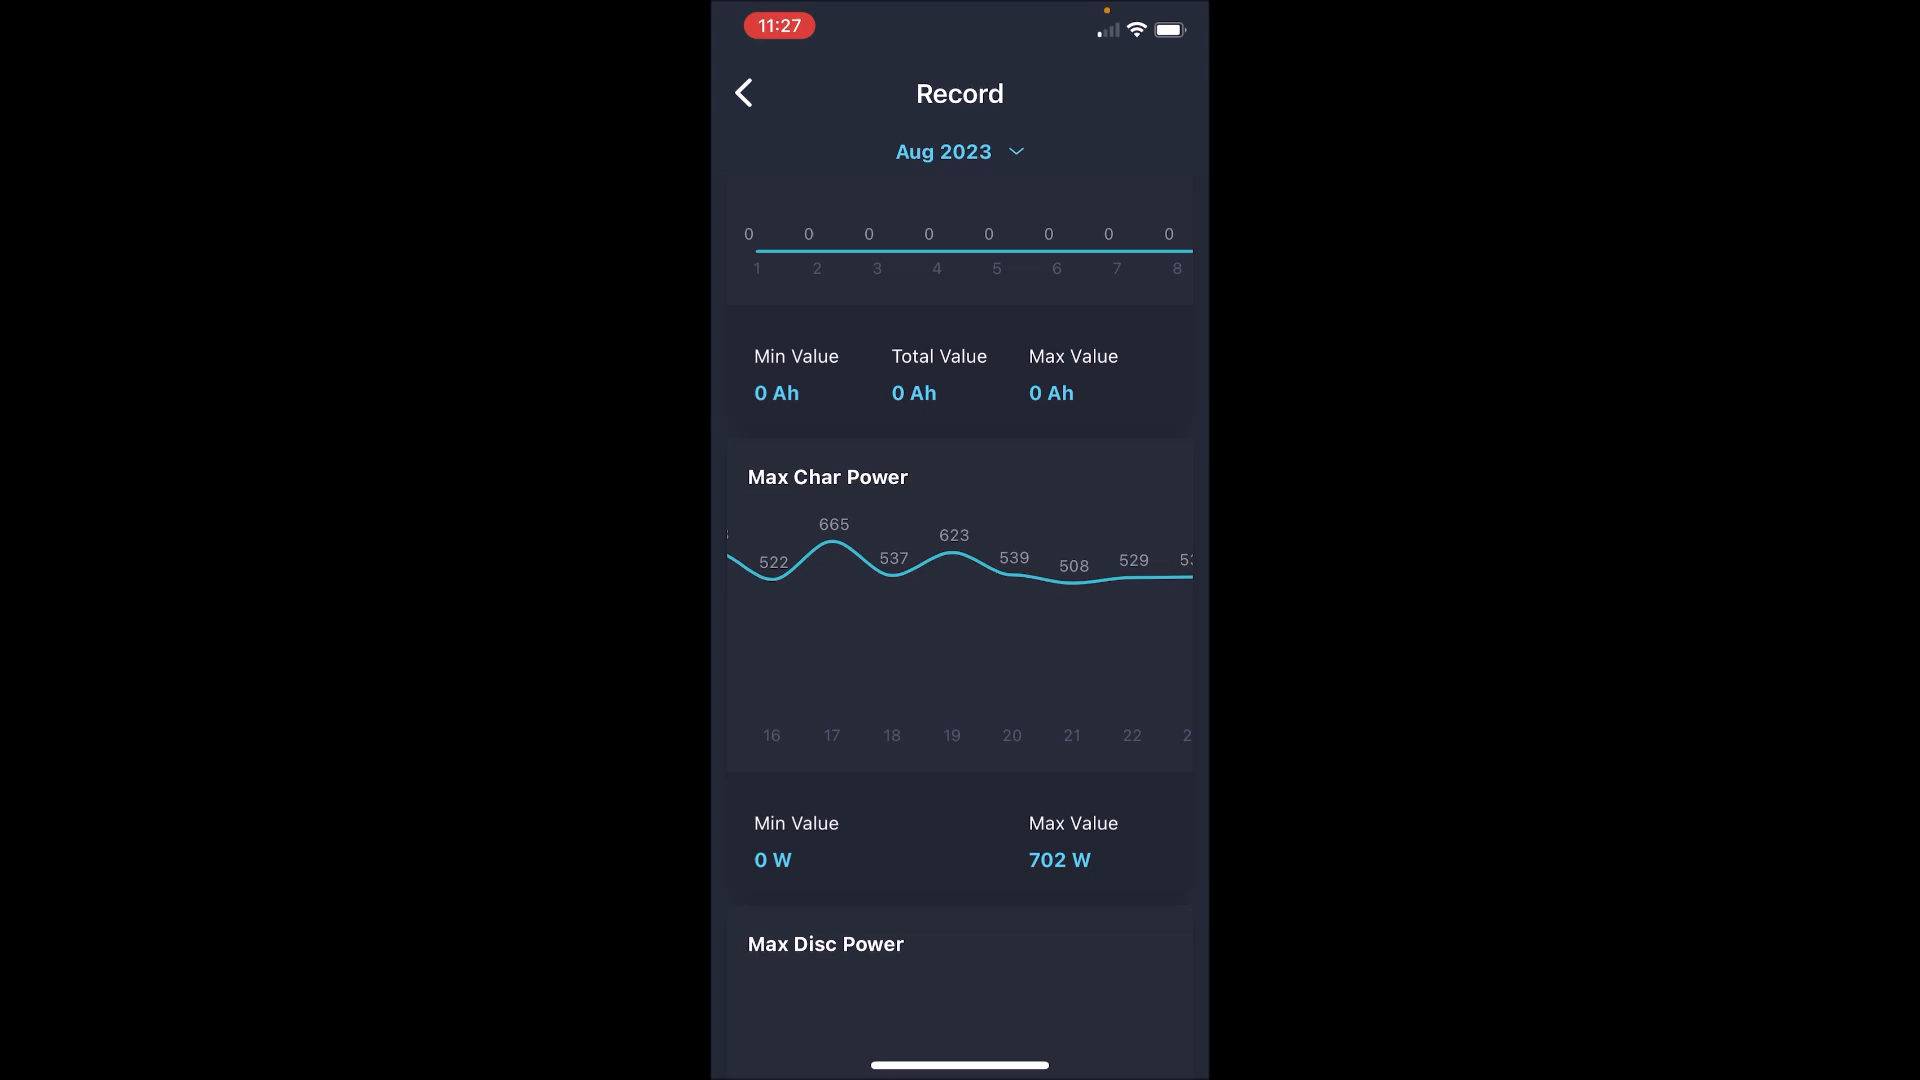 11:27
Record
Aug 2023
0 0 0 0 0 0 0 0
1 2 3 4 5 6 7 8
Min Value Total Value Max Value
0 Ah 0 Ah 0 Ah
Max Char Power
522 665 537 623 539 508 529
16 17 18 19 20 21 22
Min Value Max Value
0 W 702 W
Max Disc Power